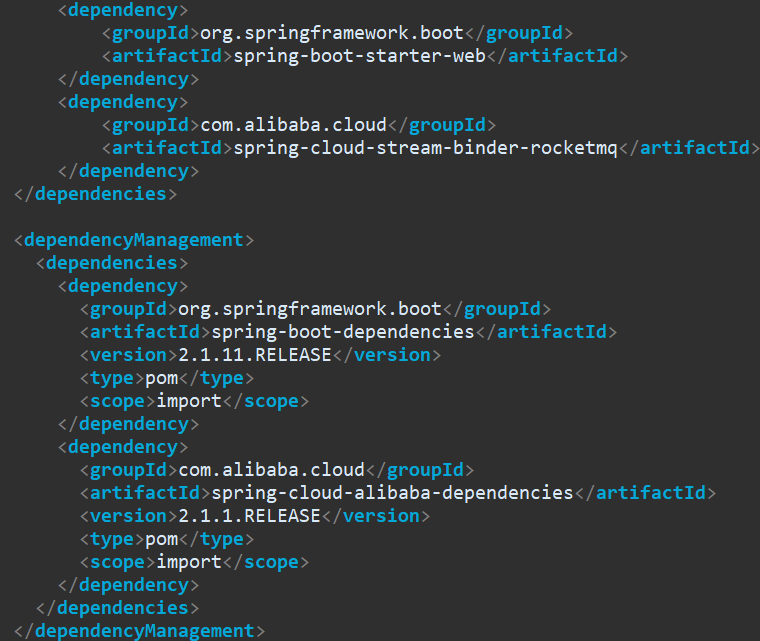 <dependency>
<groupId>org.springframework.boot</groupId>
<artifactId>spring-boot-starter-web</artifactId>
</dependency>
<dependency>
<groupId>com.alibaba.cloud</groupId>
<artifactId>spring-cloud-stream-binder-rocketmq</artifactId>
</dependency>
</dependencies>
<dependencyManagement>
<dependencies>
<dependency>
<groupId>org.springframework.boot</groupId>
<artifactId>spring-boot-dependencies</artifactId>
<version>2.1.11.RELEASE</version>
<type>pom</type>
<scope>import</scope>
</dependency>
<dependency>
<groupId>com.alibaba.cloud</groupId>
<artifactId>spring-cloud-alibaba-dependencies</artifactId>
<version>2.1.1.RELEASE</version>
<type>pom</type>
<scope>import</scope>
</dependency>
</dependencies>
</dependencyManagement>